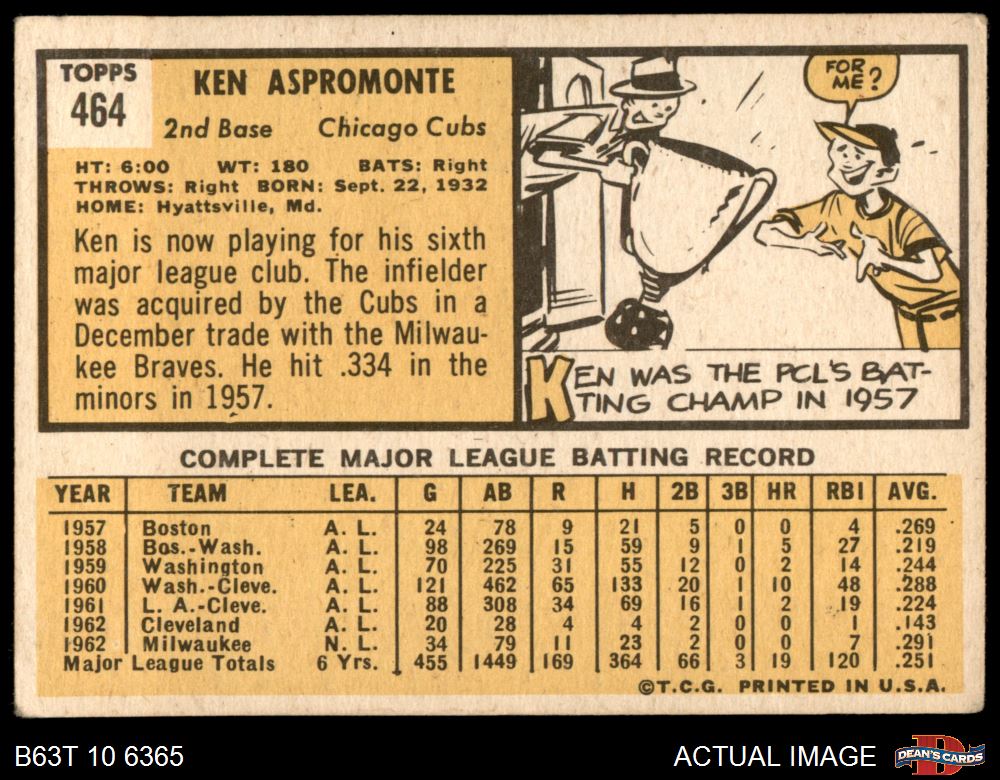 TOPPS
464
KEN ASPROMONTE
2nd Base Chicago Cubs
HT: 6:00 WT: 180 BATS: Right
THROWS: Right BORN: Sept. 22, 1932
HOME: Hyattsville, Md.
Ken is now playing for his sixth
major league club. The infielder
was acquired by the Cubs in a
December trade with the Milwau-
kee Braves. He hit .334 in the
minors in 1957.
FOR
ME?
KEN WAS THE PCL'S BAT-
TING CHAMP IN 1957
COMPLETE MAJOR LEAGUE BATTING RECORD
YEAR TEAM LEA. G AB R H 2B 3B HR RBI AVG.
1957 Boston A. L. 24 78 9 21 5 0 0 4 .269
1958 Bos.-Wash. A. L. 98 269 15 59 9 1 5 27 .219
1959 Washington A. L. 70 225 31 55 12 0 2 14 .244
1960 Wash.-Cleve. A. L. 121 462 65 133 20 1 10 48 .288
1961 L. A.-Cleve. A. L. 88 308 34 69 16 1 2 19 .224
1962 Cleveland A. L. 20 28 4 4 2 0 0 1 .143
1962 Milwaukee N. L. 34 79 11 23 2 0 0 7 .291
Major League Totals 6 Yrs. 455 1449 169 364 66 3 19 120 .251
©T.C.G. PRINTED IN U.S.A.
B63T 10 6365
ACTUAL IMAGE
DEAN'S CARDS